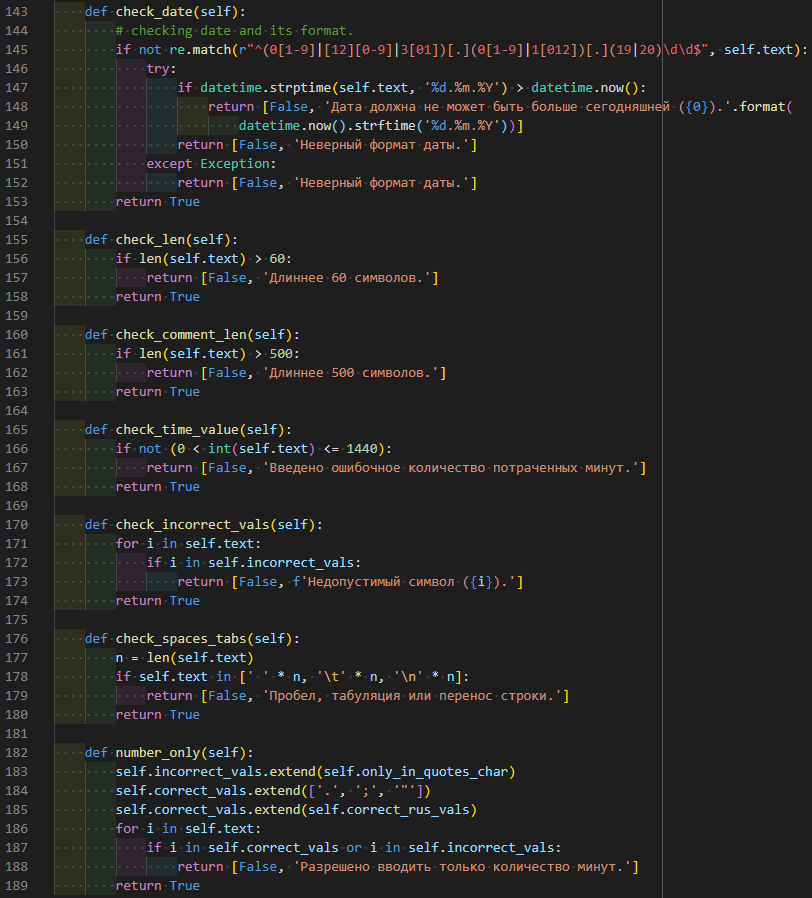 143 def check_date(self):
144 # checking date and its format.
145 if not re.match(r"^(0[1-9]|[12][0-9]|3[01])[.](0[1-9]|1[012])[.](19|20)\d\d$", self.text):
146 try:
147 if datetime.strptime(self.text, '%d.%m.%Y') > datetime.now():
148 return [False, 'Дата должна не может быть больше сегодняшней ({0}).'.format(
149 datetime.now().strftime('%d.%m.%Y'))]
150 return [False, 'Неверный формат даты.']
151 except Exception:
152 return [False, 'Неверный формат даты.']
153 return True
154
155 def check_len(self):
156 if len(self.text) > 60:
157 return [False, 'Длиннее 60 символов.']
158 return True
159
160 def check_comment_len(self):
161 if len(self.text) > 500:
162 return [False, 'Длиннее 500 символов.']
163 return True
164
165 def check_time_value(self):
166 if not (0 < int(self.text) <= 1440):
167 return [False, 'Введено ошибочное количество потраченных минут.']
168 return True
169
170 def check_incorrect_vals(self):
171 for i in self.text:
172 if i in self.incorrect_vals:
173 return [False, f'Недопустимый символ ({i}).']
174 return True
175
176 def check_spaces_tabs(self):
177 n = len(self.text)
178 if self.text in [' ' * n, '\t' * n, '\n' * n]:
179 return [False, 'Пробел, табуляция или перенос строки.']
180 return True
181
182 def number_only(self):
183 self.incorrect_vals.extend(self.only_in_quotes_char)
184 self.correct_vals.extend(['.', ';', '"'])
185 self.correct_vals.extend(self.correct_rus_vals)
186 for i in self.text:
187 if i in self.correct_vals or i in self.incorrect_vals:
188 return [False, 'Разрешено вводить только количество минут.']
189 return True